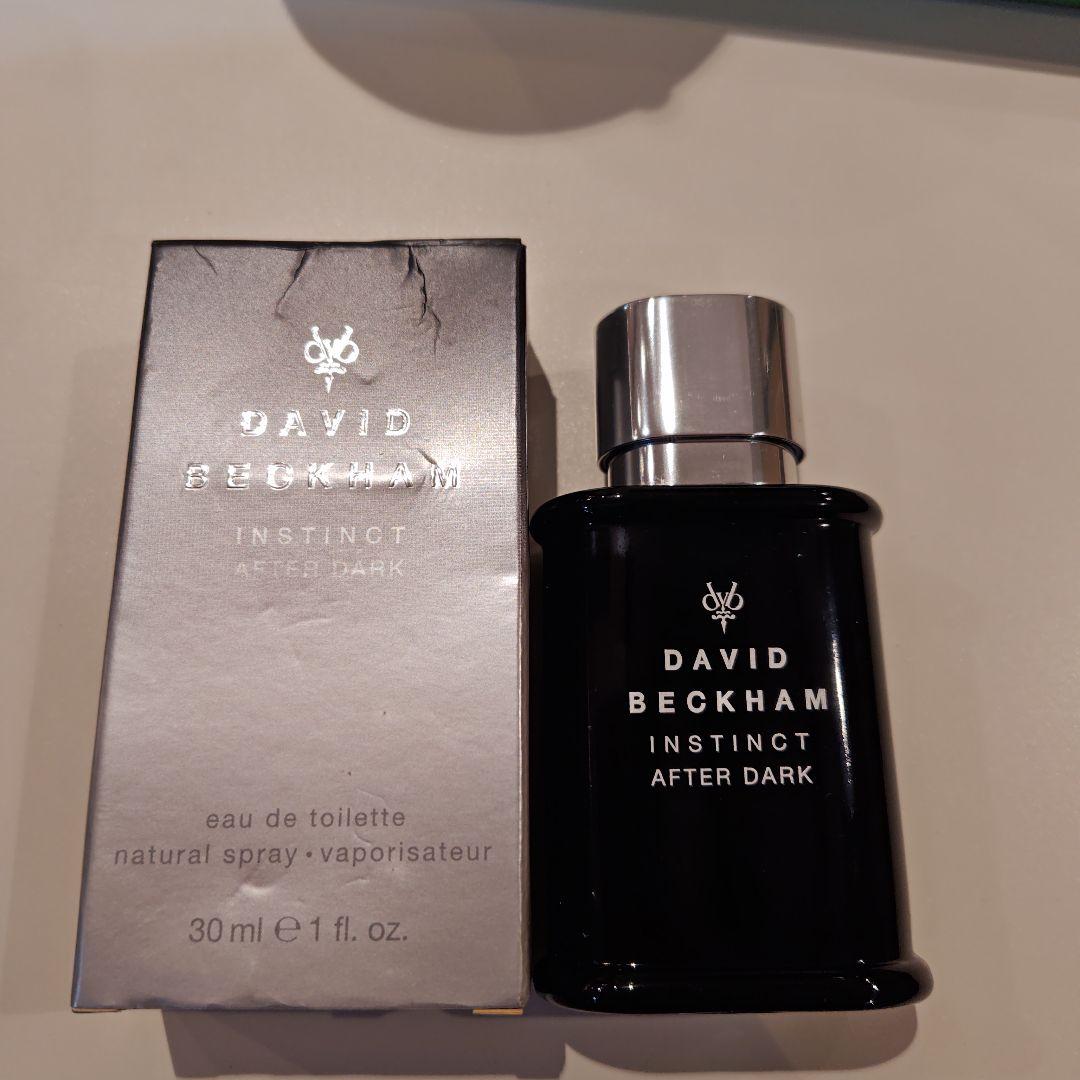 DAVID
BECKHAM
INSTINCT
AFTER DARK
eau de toilette
natural spray • vaporisateur
30 ml ℮ 1 fl. oz.
dvb
DAVID
BECKHAM
INSTINCT
AFTER DARK